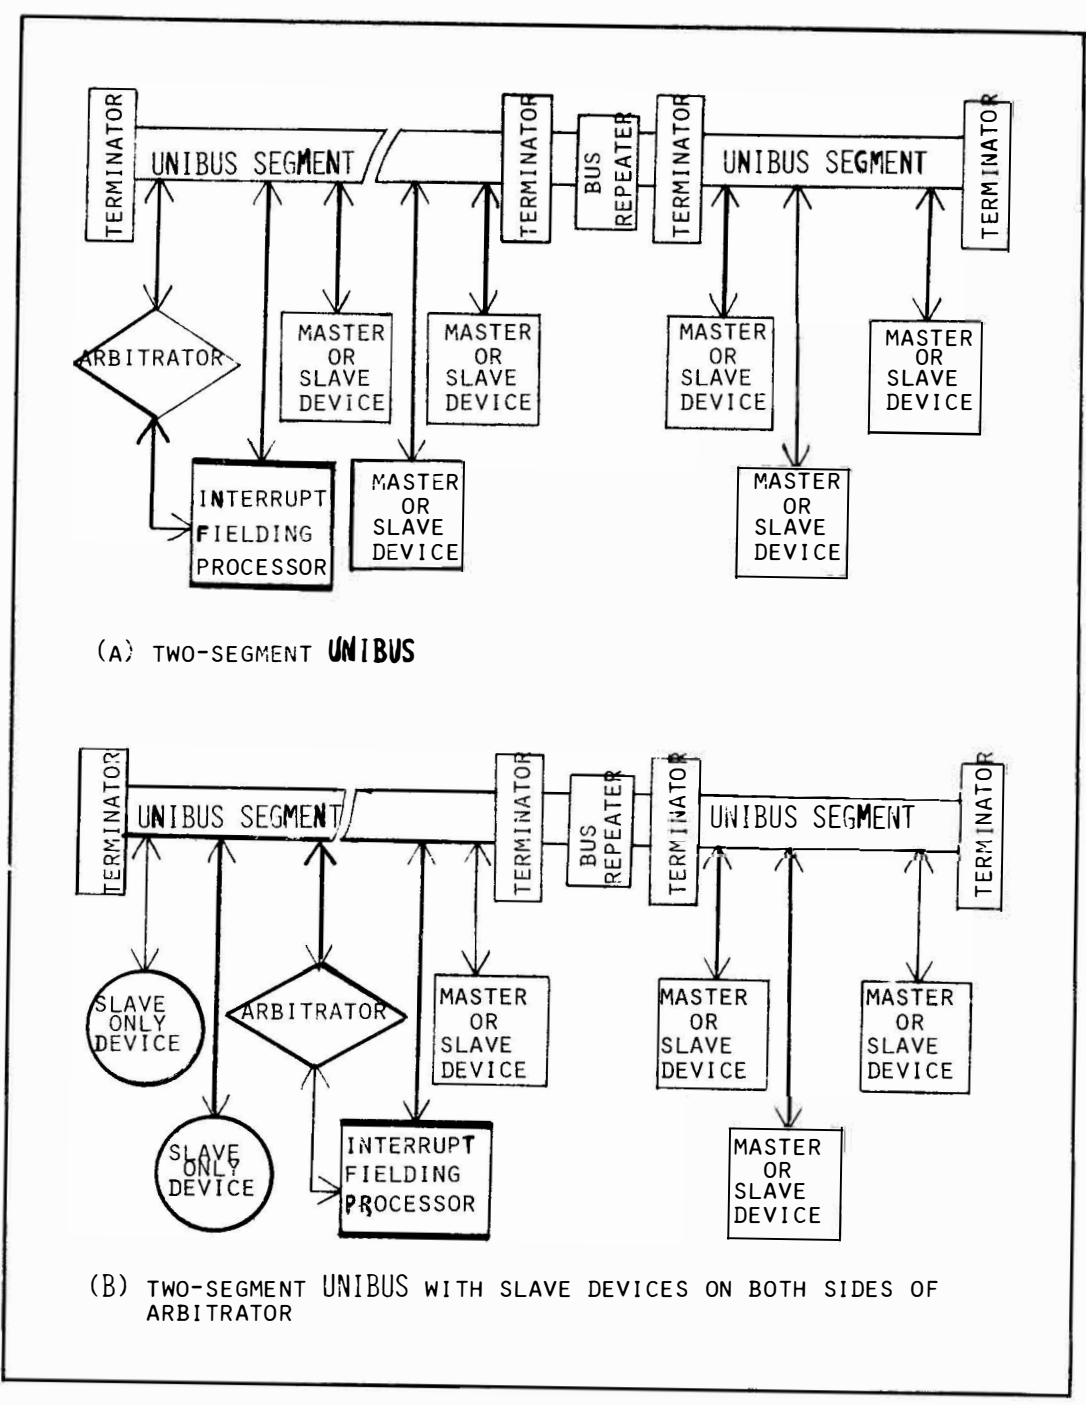 TERMINATOR
UNIBUS SEGMENT
TERMINATOR
BUS
REPEATER
TERMINATOR
UNIBUS SEGMENT
TERMINATOR
ARBITRATOR
MASTER
OR
SLAVE
DEVICE
MASTER
OR
SLAVE
DEVICE
MASTER
OR
SLAVE
DEVICE
MASTER
OR
SLAVE
DEVICE
INTERRUPT
FIELDING
PROCESSOR
MASTER
OR
SLAVE
DEVICE
MASTER
OR
SLAVE
DEVICE
(A) TWO-SEGMENT UNIBUS
TERMINATOR
UNIBUS SEGMENT
TERMINATOR
BUS
REPEATER
TERMINATOR
UNIBUS SEGMENT
TERMINATOR
SLAVE
ONLY
DEVICE
ARBITRATOR
MASTER
OR
SLAVE
DEVICE
MASTER
OR
SLAVE
DEVICE
MASTER
OR
SLAVE
DEVICE
SLAVE
ONLY
DEVICE
INTERRUPT
FIELDING
PROCESSOR
MASTER
OR
SLAVE
DEVICE
(B) TWO-SEGMENT UNIBUS WITH SLAVE DEVICES ON BOTH SIDES OF
ARBITRATOR